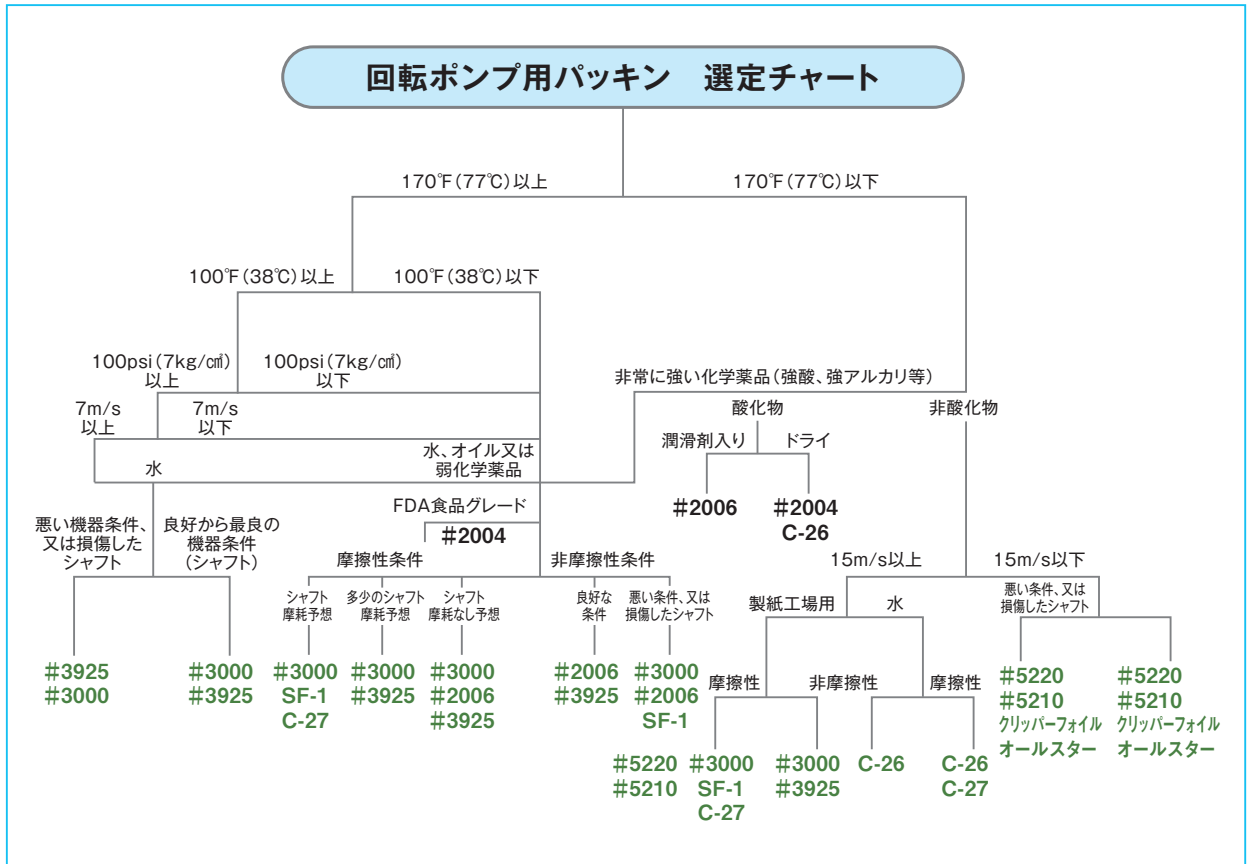 回転ポンプ用パッキン　選定チャート
170℉(77℃)以上
170℉(77℃)以下
100℉(38℃)以上
100℉(38℃)以下
100psi(7kg/㎠)
以上
100psi(7kg/㎠)
以下
非常に強い化学薬品(強酸、強アルカリ等)
7m/s
以上
7m/s
以下
酸化物
非酸化物
水
水、オイル又は
弱化学薬品
潤滑剤入り
ドライ
#2006
#2004
C-26
FDA食品グレード
#2004
悪い機器条件、
又は損傷した
シャフト
良好から最良の
機器条件
(シャフト)
摩擦性条件
非摩擦性条件
15m/s以上
15m/s以下
シャフト
摩耗予想
多少のシャフト
摩耗予想
シャフト
摩耗なし予想
良好な
条件
悪い条件、又は
損傷したシャフト
製紙工場用
水
悪い条件、又は
損傷したシャフト
#3925
#3000
#3000
#3925
#3000
SF-1
C-27
#3000
#3925
#3000
#2006
#3925
#2006
#3925
#3000
#2006
SF-1
摩擦性
非摩擦性
摩擦性
#5220
#5210
クリッパーフォイル
オールスター
#5220
#5210
クリッパーフォイル
オールスター
#5220
#5210
#3000
SF-1
C-27
#3000
#3925
C-26
C-26
C-27